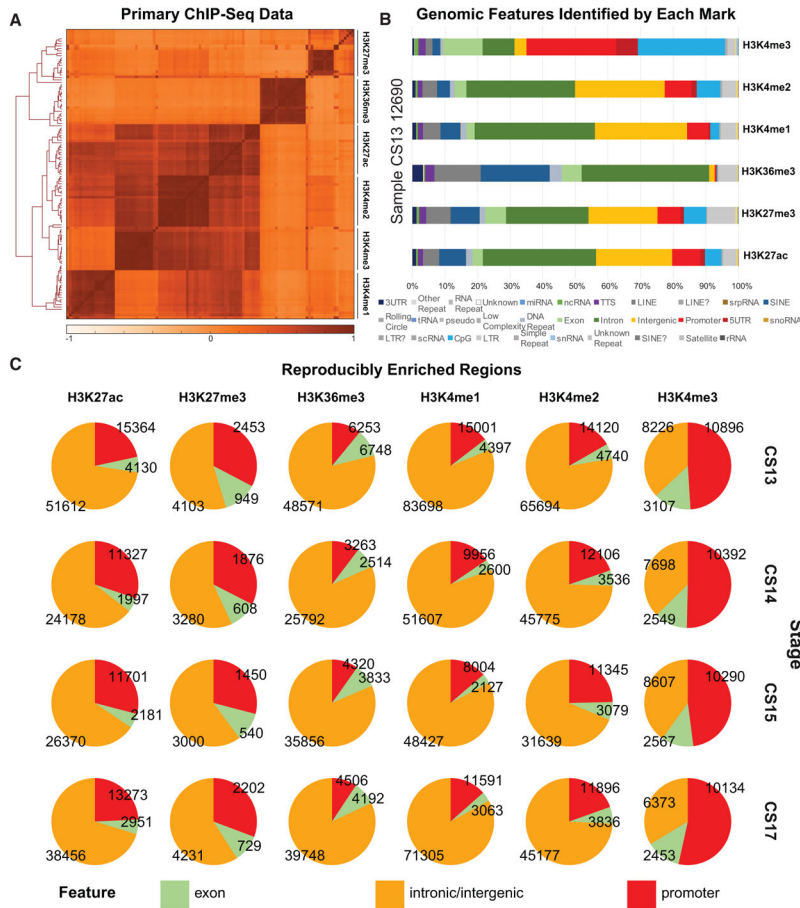 A
Primary ChIP-Seq Data
H3K27me3
H3K36me3
H3K27ac
H3K4me2
H3K4me3
H3K4me1
-1 -0.5 0 0.5 1
B
Genomic Features Identified by Each Mark
Sample CS13 12690
H3K4me3
H3K4me2
H3K4me1
H3K36me3
H3K27me3
H3K27ac
0% 10% 20% 30% 40% 50% 60% 70% 80% 90% 100%
3UTR Other Repeat RNA Repeat Unknown miRNA ncRNA TTS LINE LINE? srpRNA SINE
Rolling Circle tRNA pseudo Low Complexity DNA Repeat Exon Intron Intergenic Promoter 5UTR snoRNA
LTR? scRNA CpG LTR Simple Repeat snRNA Unknown Repeat SINE? Satellite rRNA
C
Reproducibly Enriched Regions
H3K27ac H3K27me3 H3K36me3 H3K4me1 H3K4me2 H3K4me3
15364 4130 51612
2453 949 4103
6253 6748 48571
15001 4397 83698
14120 4740 65694
8226 10896 3107
CS13
11327 1997 24178
1876 608 3280
3263 2514 25792
9956 2600 51607
12106 3536 45775
7698 10392 2549
CS14
Stage
11701 2181 26370
1450 540 3000
4320 3833 35856
8004 2127 48427
11345 3079 31639
8607 10290 2567
CS15
13273 2951 38456
2202 729 4231
4506 4192 39748
11591 3063 71305
11896 3836 45177
6373 10134 2453
CS17
Feature exon intronic/intergenic promoter